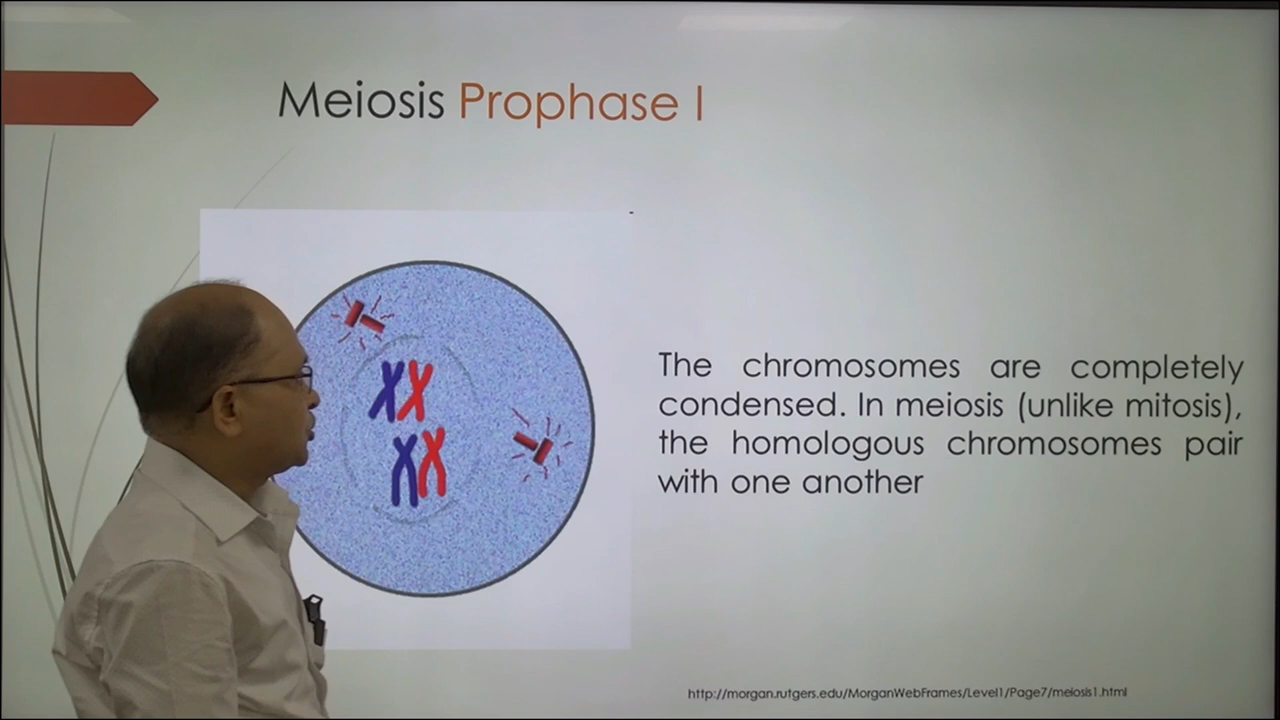 Meiosis Prophase I
The chromosomes are completely
condensed. In meiosis (unlike mitosis),
the homologous chromosomes pair
with one another
http://morgan.rutgers.edu/MorganWebFrames/Level1/Page7/meiosis1.html